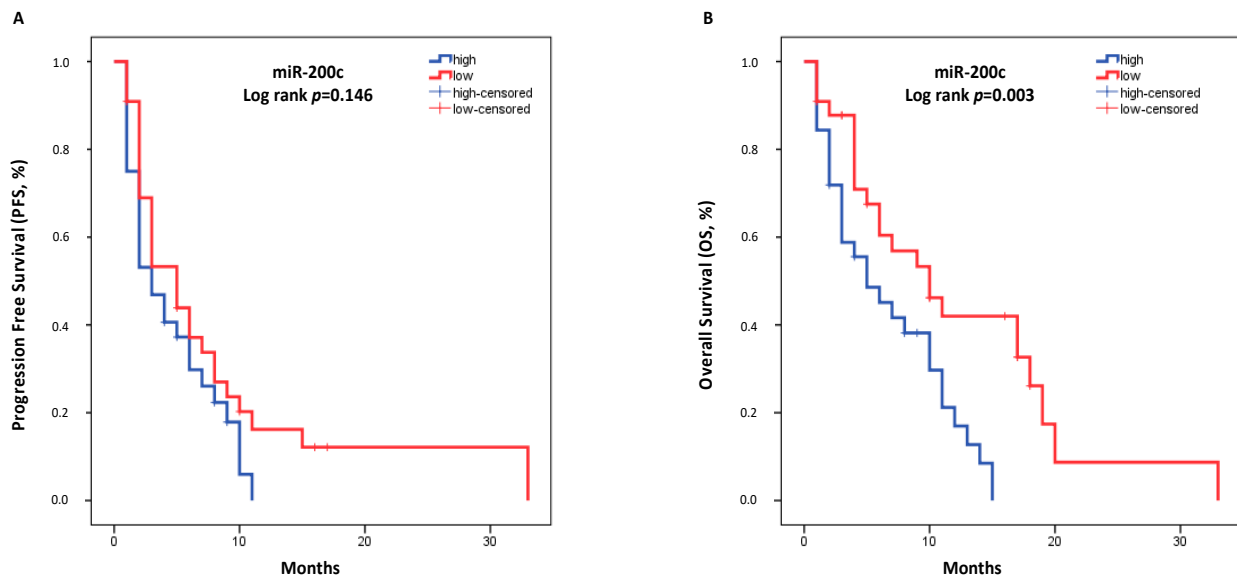 A
Progression Free Survival (PFS, %)
1.0
0.8
0.6
0.4
0.2
0.0
miR-200c
Log rank p=0.146
high
low
high-censored
low-censored
0
10
20
30
Months
B
Overall Survival (OS, %)
1.0
0.8
0.6
0.4
0.2
0.0
miR-200c
Log rank p=0.003
high
low
high-censored
low-censored
0
10
20
30
Months